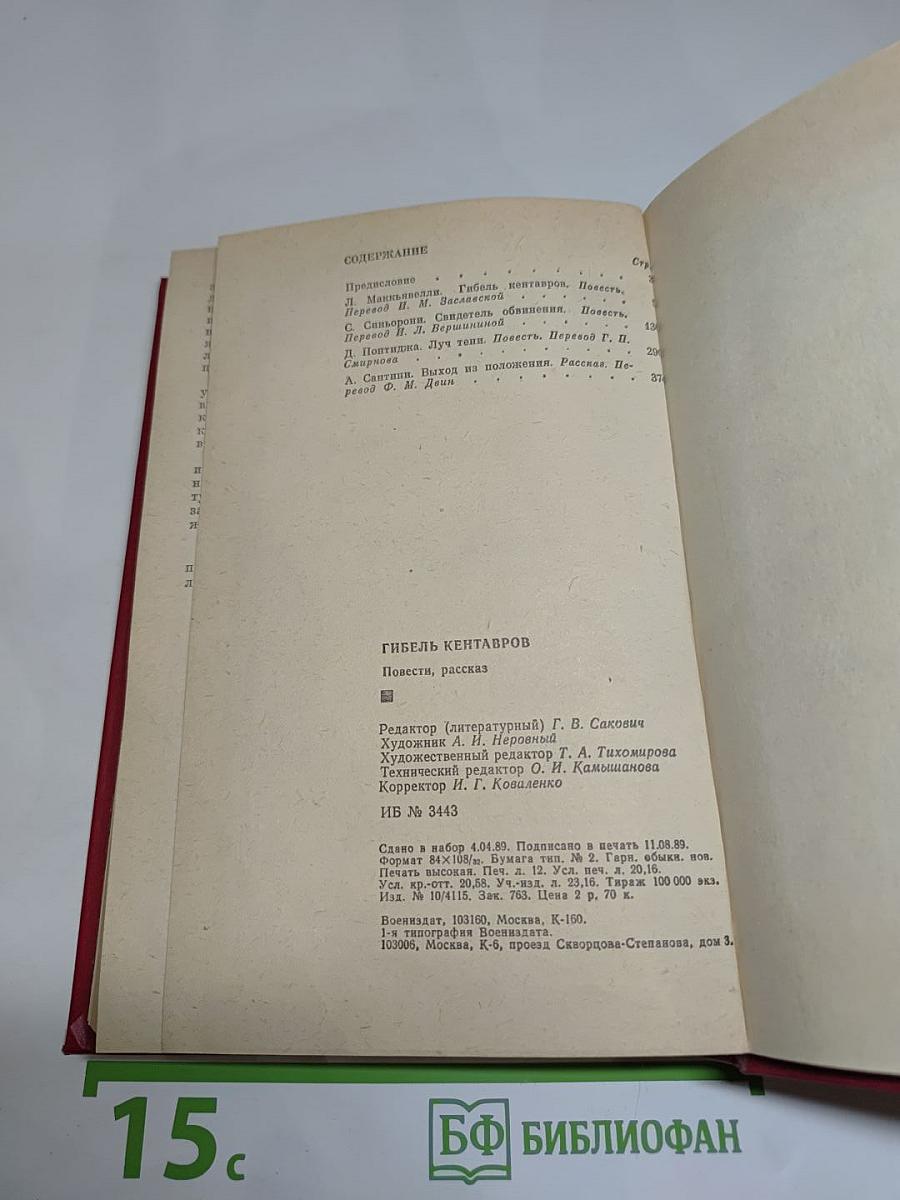 СОДЕРЖАНИЕ
Стр.
Предисловие . . . . . . .
Л. Маккьявелли. Гибель кентавров. Повесть.
Перевод И. М. Заславской . . . . .
С. Синьорони. Свидетель обвинения. Повесть.
Перевод И. Л. Вершининой . . . . . 130
Д. Понтиджа. Луч тени. Повесть. Перевод Г. П.
Смирнова . . . . . . . . 290
А. Сантини. Выход из положения. Рассказ. Пе-
ревод Ф. М. Двин . . . . . . . 374
ГИБЕЛЬ КЕНТАВРОВ
Повести, рассказ
Редактор (литературный) Г. В. Сакович
Художник А. И. Неровный
Художественный редактор Т. А. Тихомирова
Технический редактор О. И. Камышанова
Корректор И. Г. Коваленко
ИБ № 3443
Сдано в набор 4.04.89. Подписано в печать 11.08.89.
Формат 84×108/32. Бумага тип. № 2. Гарн. обыкн. нов.
Печать высокая. Печ. л. 12. Усл. печ. л. 20,16.
Усл. кр.-отт. 20,58. Уч.-изд. л. 23,16. Тираж 100 000 экз.
Изд. № 10/4115. Зак. 763. Цена 2 р. 70 к.
Воениздат, 103160, Москва, К-160.
1-я типография Воениздата.
103006, Москва, К-6, проезд Скворцова-Степанова, дом 3.
15 с
БФ БИБЛИОФАН